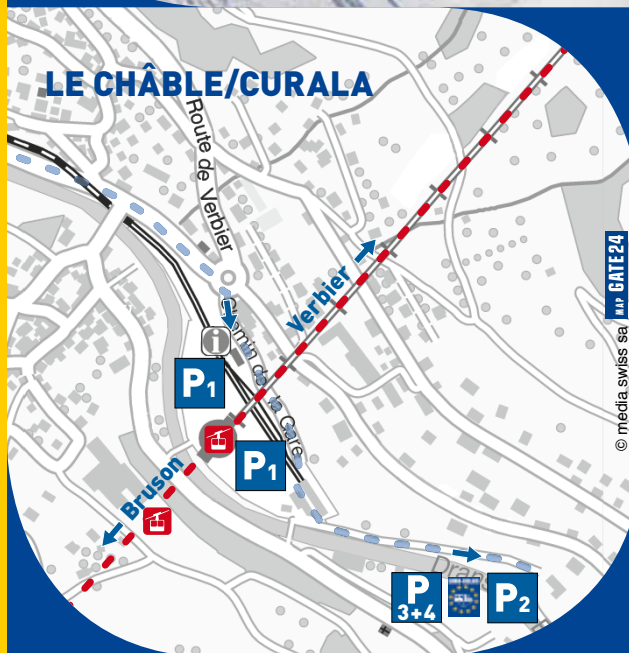 LE CHÂBLE/CURALA
Route de Verbier
Verbier
Chemin de la Gare
i
P1
P1
Bruson
P
3+4
P2
© media swiss sa MAP GATE24